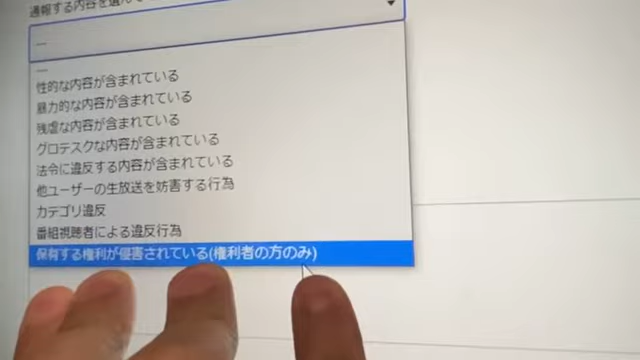 通報する内容を選んで
---
---
性的な内容が含まれている
暴力的な内容が含まれている
残虐な内容が含まれている
グロテスクな内容が含まれている
法令に違反する内容が含まれている
他ユーザーの生放送を妨害する行為
カテゴリ違反
番組視聴者による違反行為
保有する権利が侵害されている(権利者の方のみ)